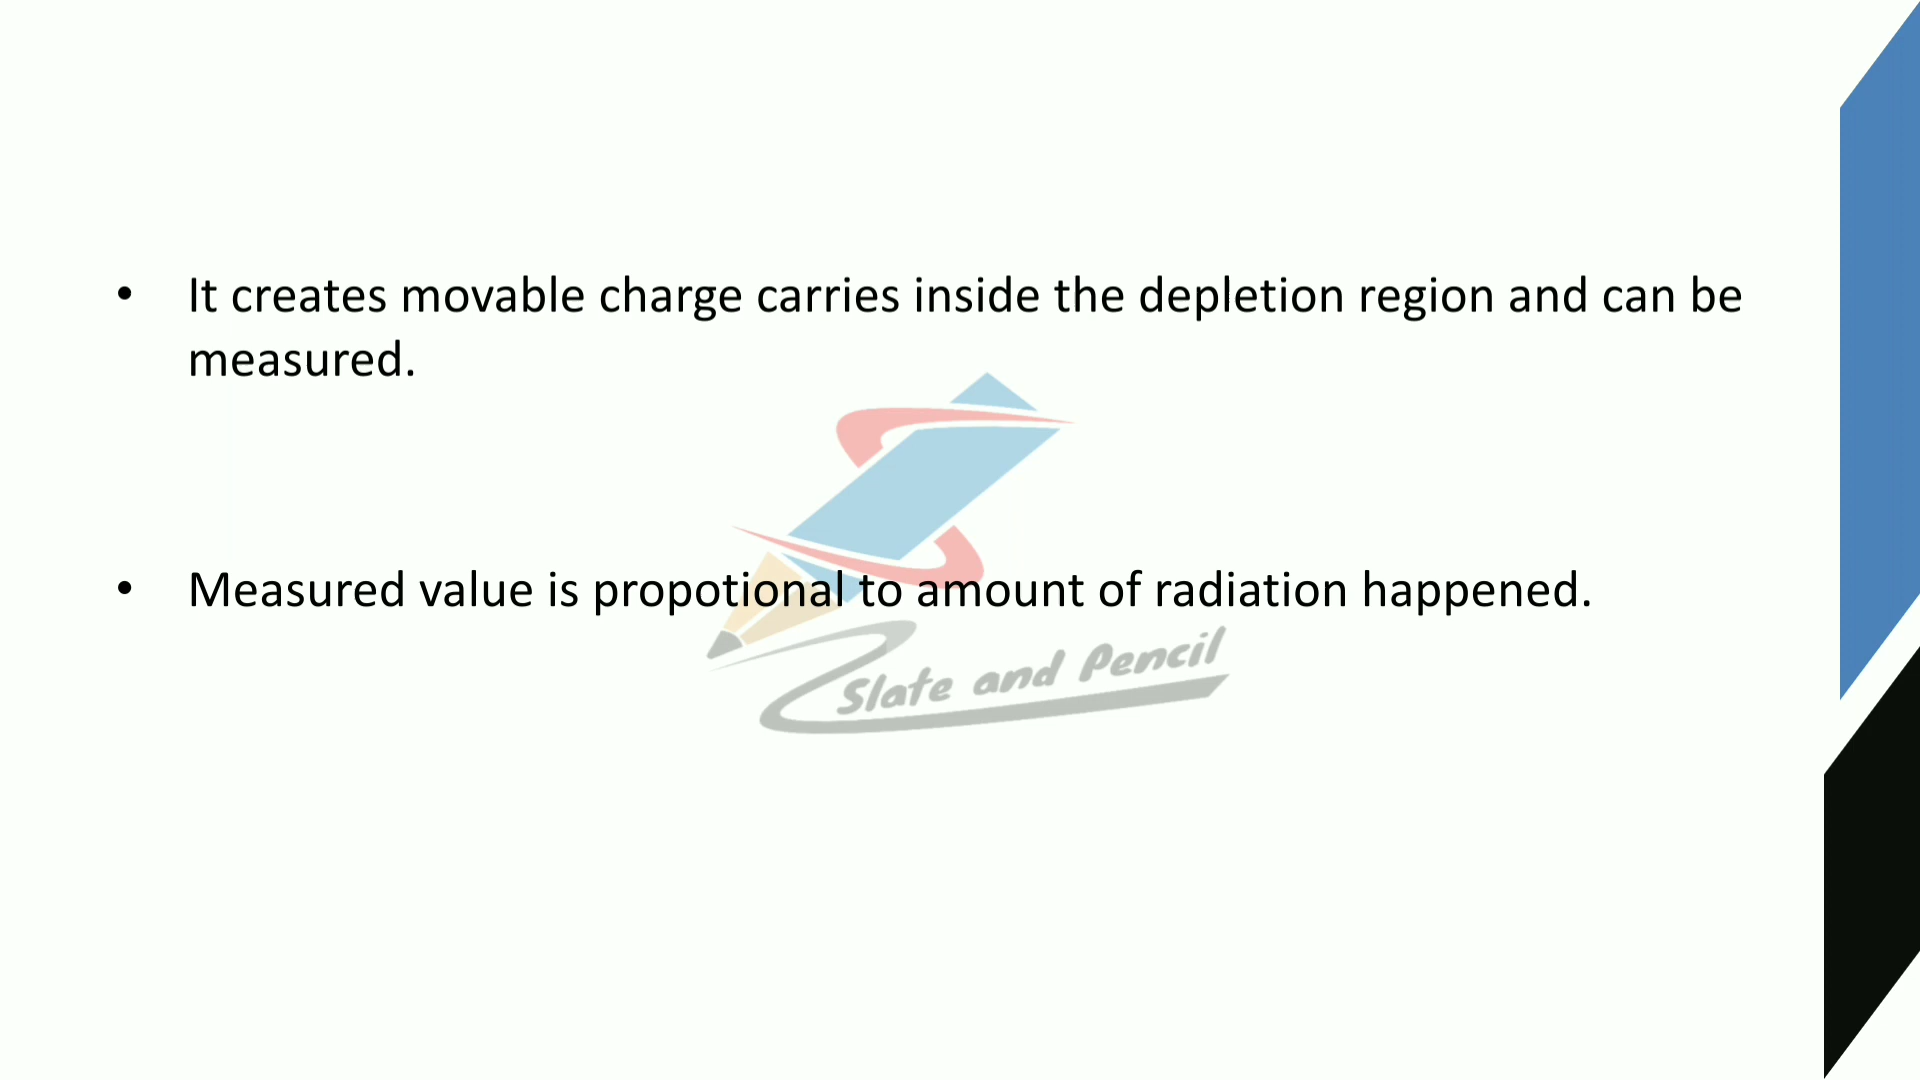 • It creates movable charge carries inside the depletion region and can be
measured.
• Measured value is propotional to amount of radiation happened.
Slate and Pencil